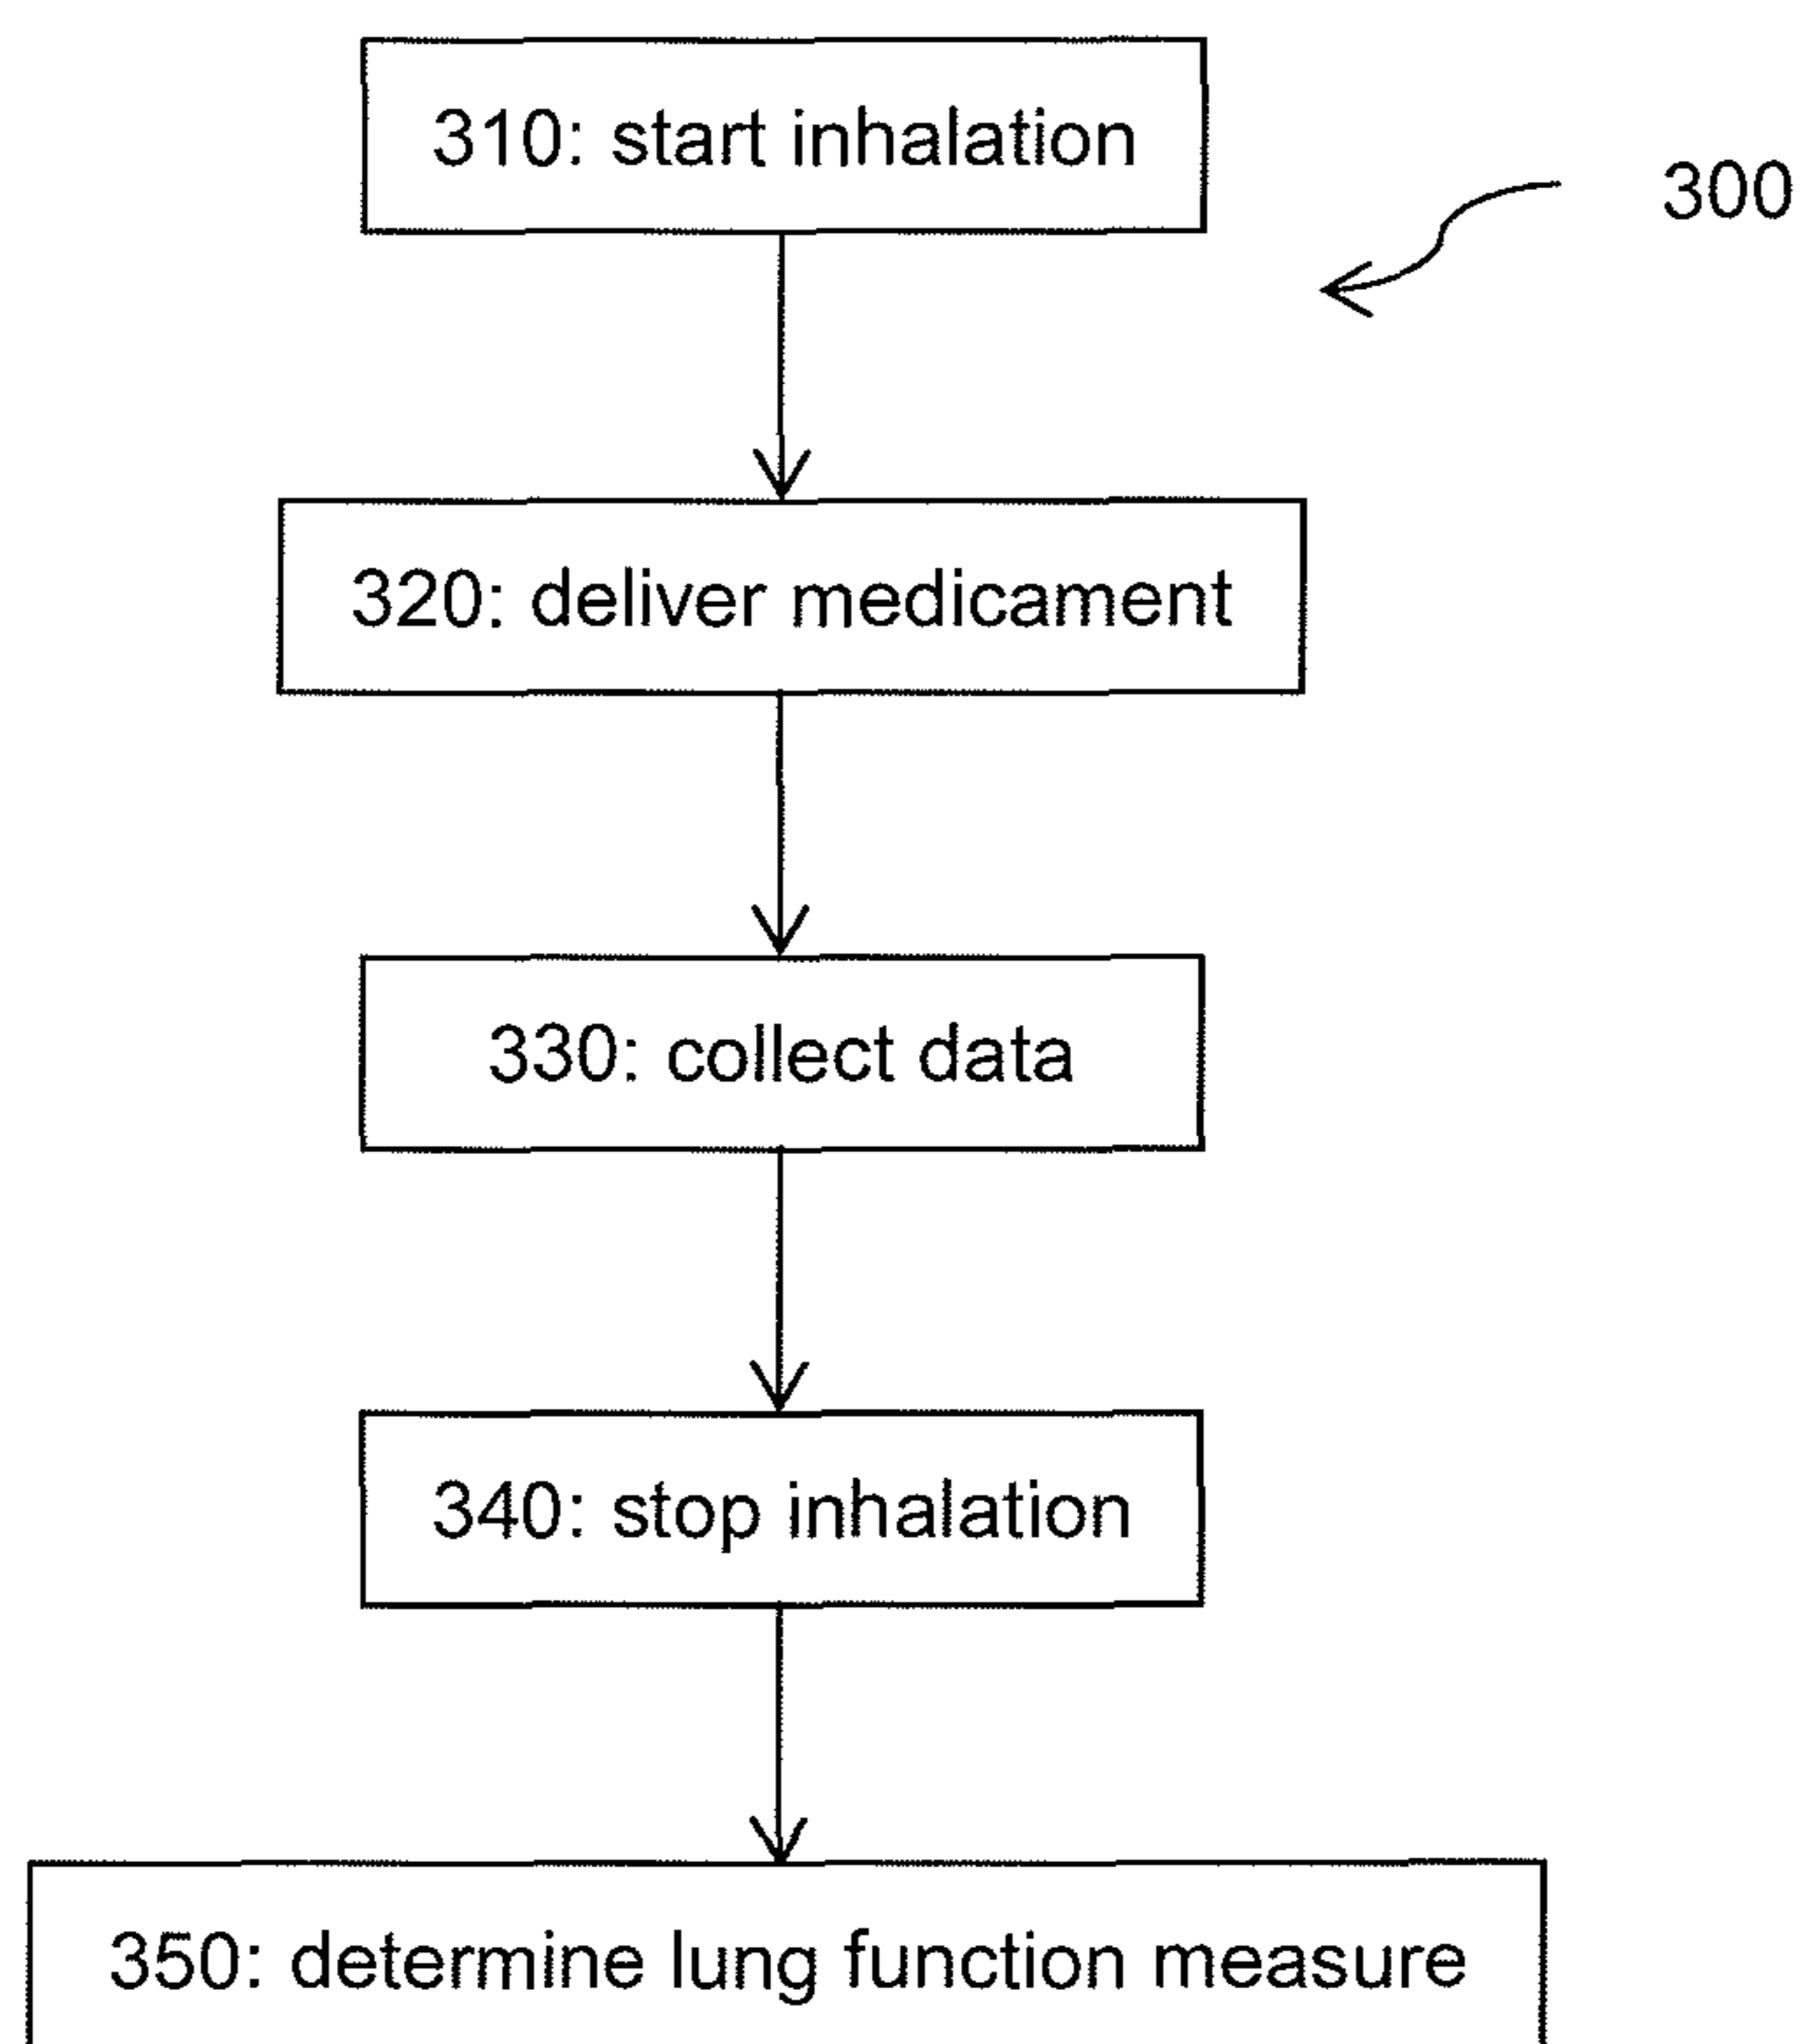 310: start inhalation
300
320: deliver medicament
330: collect data
340: stop inhalation
350: determine lung function measure